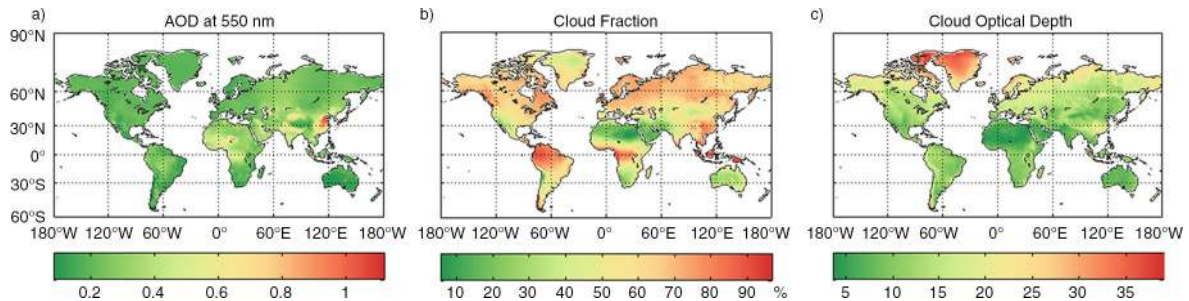 a) AOD at 550 nm
b) Cloud Fraction
c) Cloud Optical Depth
90°N
60°N
30°N
0°
30°S
60°S
180°W 120°W 60°W 0° 60°E 120°E 180°W
180°W 120°W 60°W 0° 60°E 120°E 180°W
180°W 120°W 60°W 0° 60°E 120°E 180°W
0.2 0.4 0.6 0.8 1
10 20 30 40 50 60 70 80 90 %
5 10 15 20 25 30 35